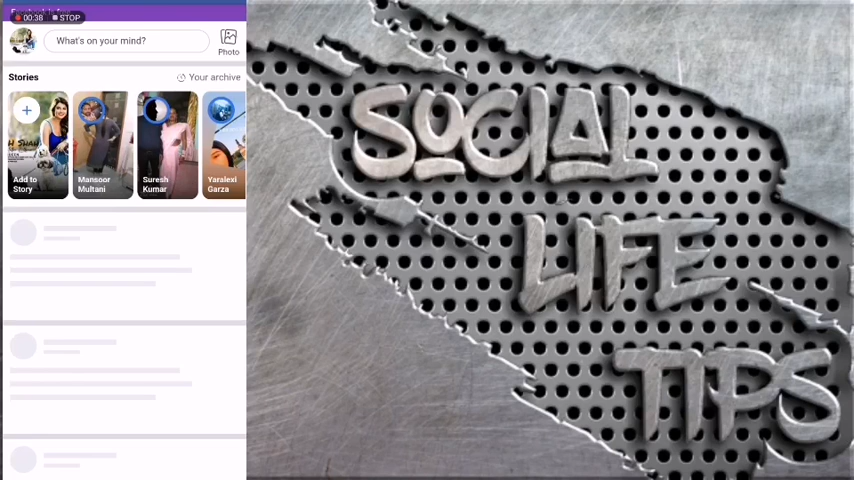 00:38 STOP
What's on your mind?
Photo
Stories
Your archive
Add to
Story
Mansoor
Multani
Suresh
Kumar
Yaralexi
Garza
SOCIAL
LIFE
TIPS